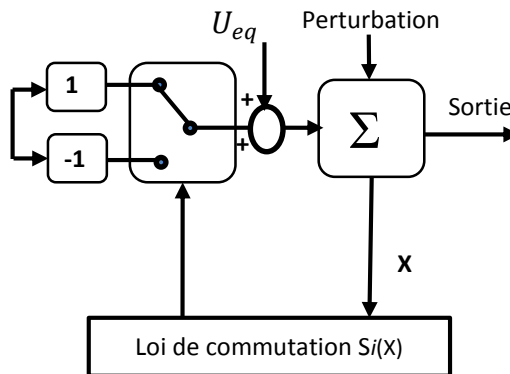 U_eq
Perturbation
1
+
Sortie
-1
+
Σ
X
Loi de commutation Si(X)